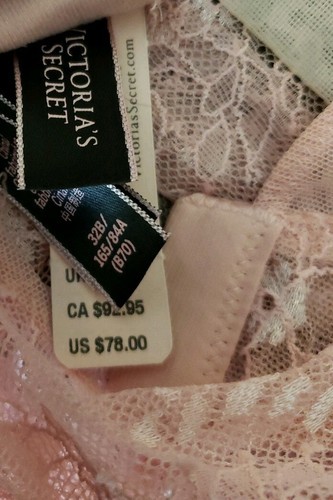 VICTORIA'S
SECRET
VictoriasSecret.com
32B/
165/84A
(B70)
CA $92.95
US $78.00